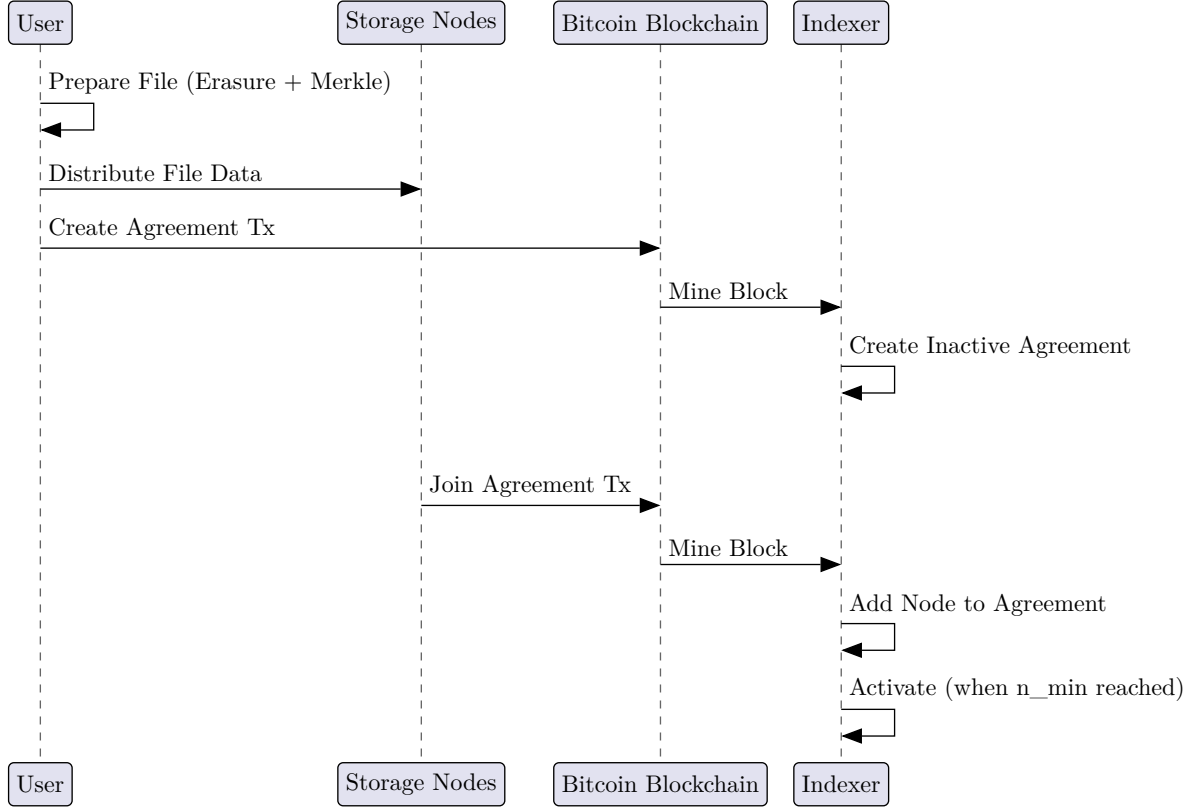 User
Storage Nodes
Bitcoin Blockchain
Indexer
Prepare File (Erasure + Merkle)
Distribute File Data
Create Agreement Tx
Mine Block
Create Inactive Agreement
Join Agreement Tx
Mine Block
Add Node to Agreement
Activate (when n_min reached)
User
Storage Nodes
Bitcoin Blockchain
Indexer